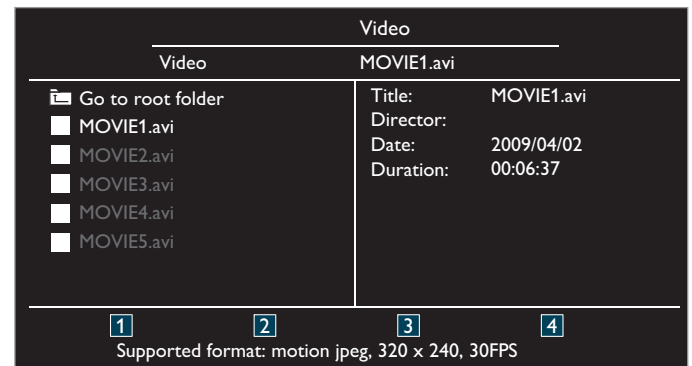 Video
Video MOVIE1.avi
Go to root folder
MOVIE1.avi
MOVIE2.avi
MOVIE3.avi
MOVIE4.avi
MOVIE5.avi
Title: MOVIE1.avi
Director:
Date: 2009/04/02
Duration: 00:06:37
1 2 3 4
Supported format: motion jpeg, 320 x 240, 30FPS